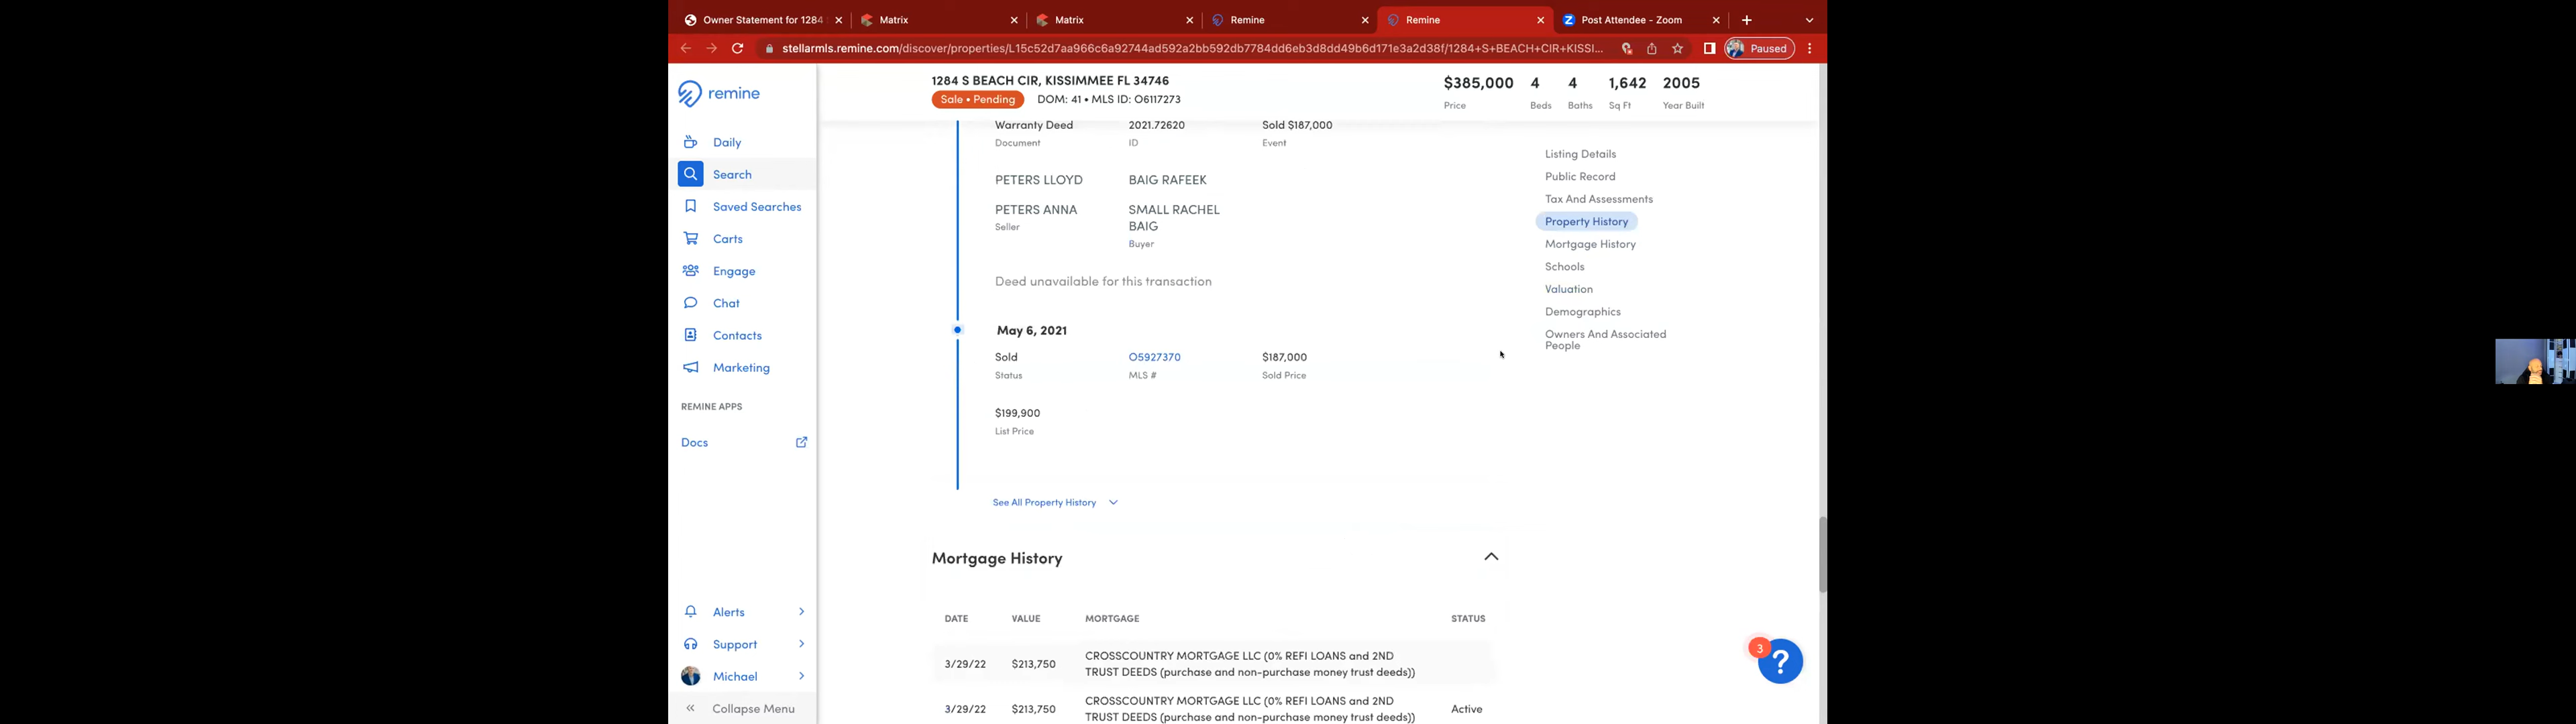 Owner Statement for 1284
Matrix
Matrix
Remine
Remine
Post Attendee - Zoom
stellarmls.remine.com/discover/properties/L15c52d7aa966c6a92744ad592a2bb592db7784dd6eb3d8dd49b6d171e3a2d38f/1284+S+BEACH+CIR+KISSI...
Paused
remine
Daily
Search
Saved Searches
Carts
Engage
Chat
Contacts
Marketing
REMINE APPS
Docs
Alerts
Support
Michael
Collapse Menu
1284 S BEACH CIR, KISSIMMEE FL 34746
Sale • Pending DOM: 41 • MLS ID: O6117273
$385,000 4 4 1,642 2005
Price Beds Baths Sq Ft Year Built
Warranty Deed 2021.72620 Sold $187,000
Document ID Event
PETERS LLOYD BAIG RAFEEK
PETERS ANNA SMALL RACHEL
BAIG
Seller Buyer
Deed unavailable for this transaction
May 6, 2021
Sold O5927370 $187,000
Status MLS # Sold Price
$199,900
List Price
See All Property History
Mortgage History
DATE VALUE MORTGAGE STATUS
3/29/22 $213,750 CROSSCOUNTRY MORTGAGE LLC (0% REFI LOANS and 2ND
TRUST DEEDS (purchase and non-purchase money trust deeds))
3/29/22 $213,750 CROSSCOUNTRY MORTGAGE LLC (0% REFI LOANS and 2ND
TRUST DEEDS (purchase and non-purchase money trust deeds)) Active
Listing Details
Public Record
Tax And Assessments
Property History
Mortgage History
Schools
Valuation
Demographics
Owners And Associated
People
3
?